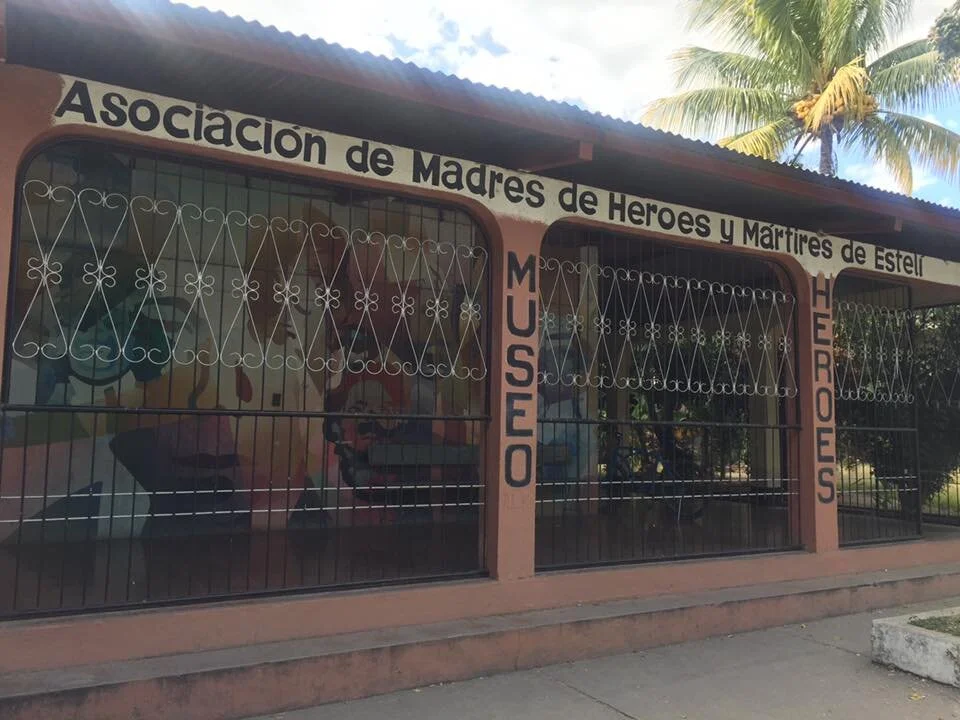 Asociación de Madres de Heroes y Martires de Estelí
MUSEO
HEROES